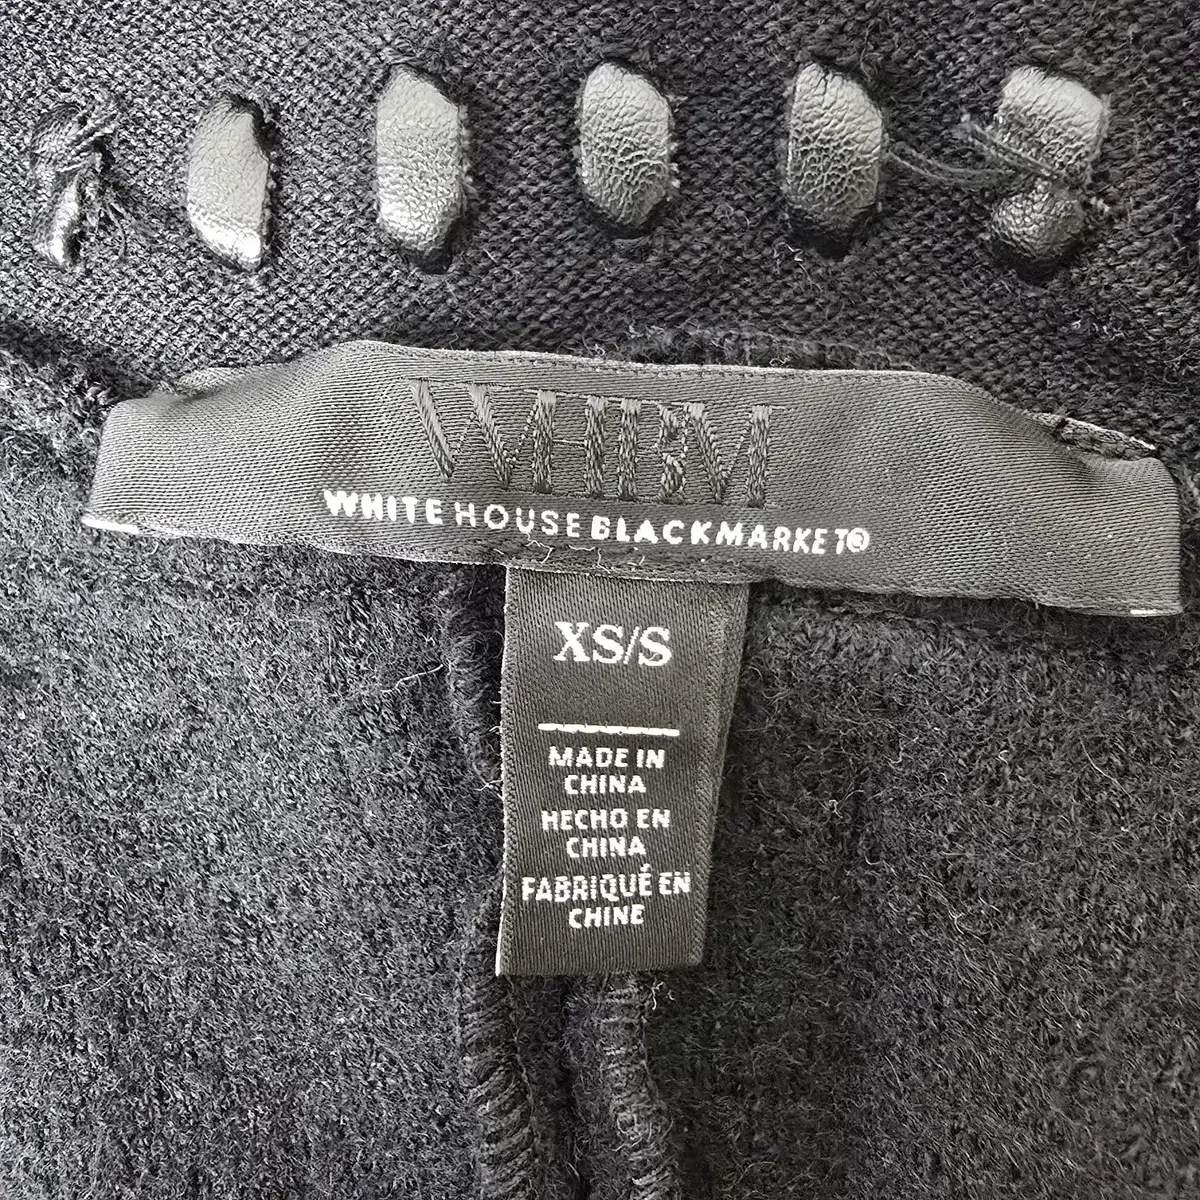 WHBM
WHITE HOUSE BLACK MARKET®
XS/S
MADE IN
CHINA
HECHO EN
CHINA
FABRIQUÉ EN
CHINE